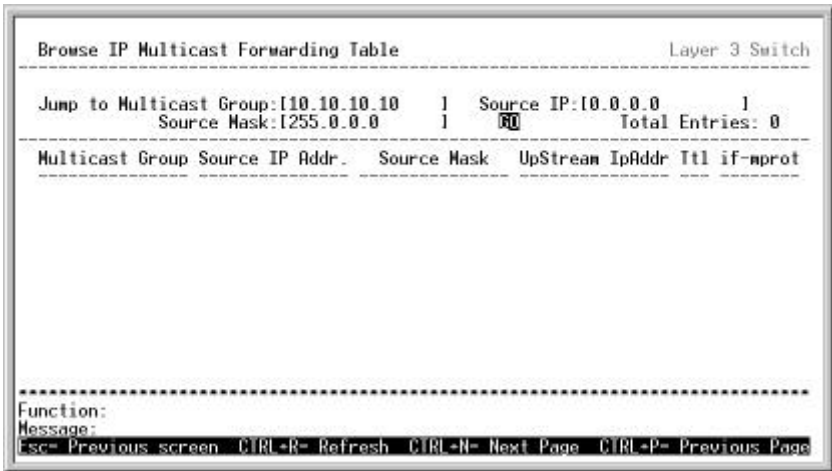 Browse IP Multicast Forwarding Table Layer 3 Switch
Jump to Multicast Group:[10.10.10.10 ] Source IP:[0.0.0.0 ]
Source Mask:[255.0.0.0 ] GO Total Entries: 0
Multicast Group Source IP Addr. Source Mask UpStream IpAddr Ttl if-mprot
Function:
Message:
Esc= Previous screen CTRL+R= Refresh CTRL+N= Next Page CTRL+P= Previous Page